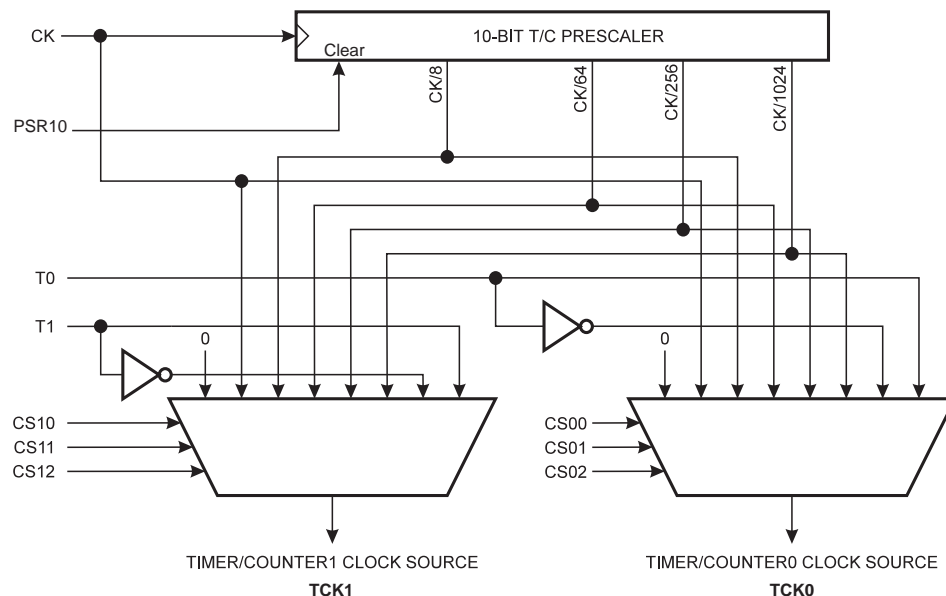 CK
10-BIT T/C PRESCALER
Clear
CK/8
CK/64
CK/256
CK/1024
PSR10
T0
T1
0
0
CS10
CS11
CS12
CS00
CS01
CS02
TIMER/COUNTER1 CLOCK SOURCE
TCK1
TIMER/COUNTER0 CLOCK SOURCE
TCK0